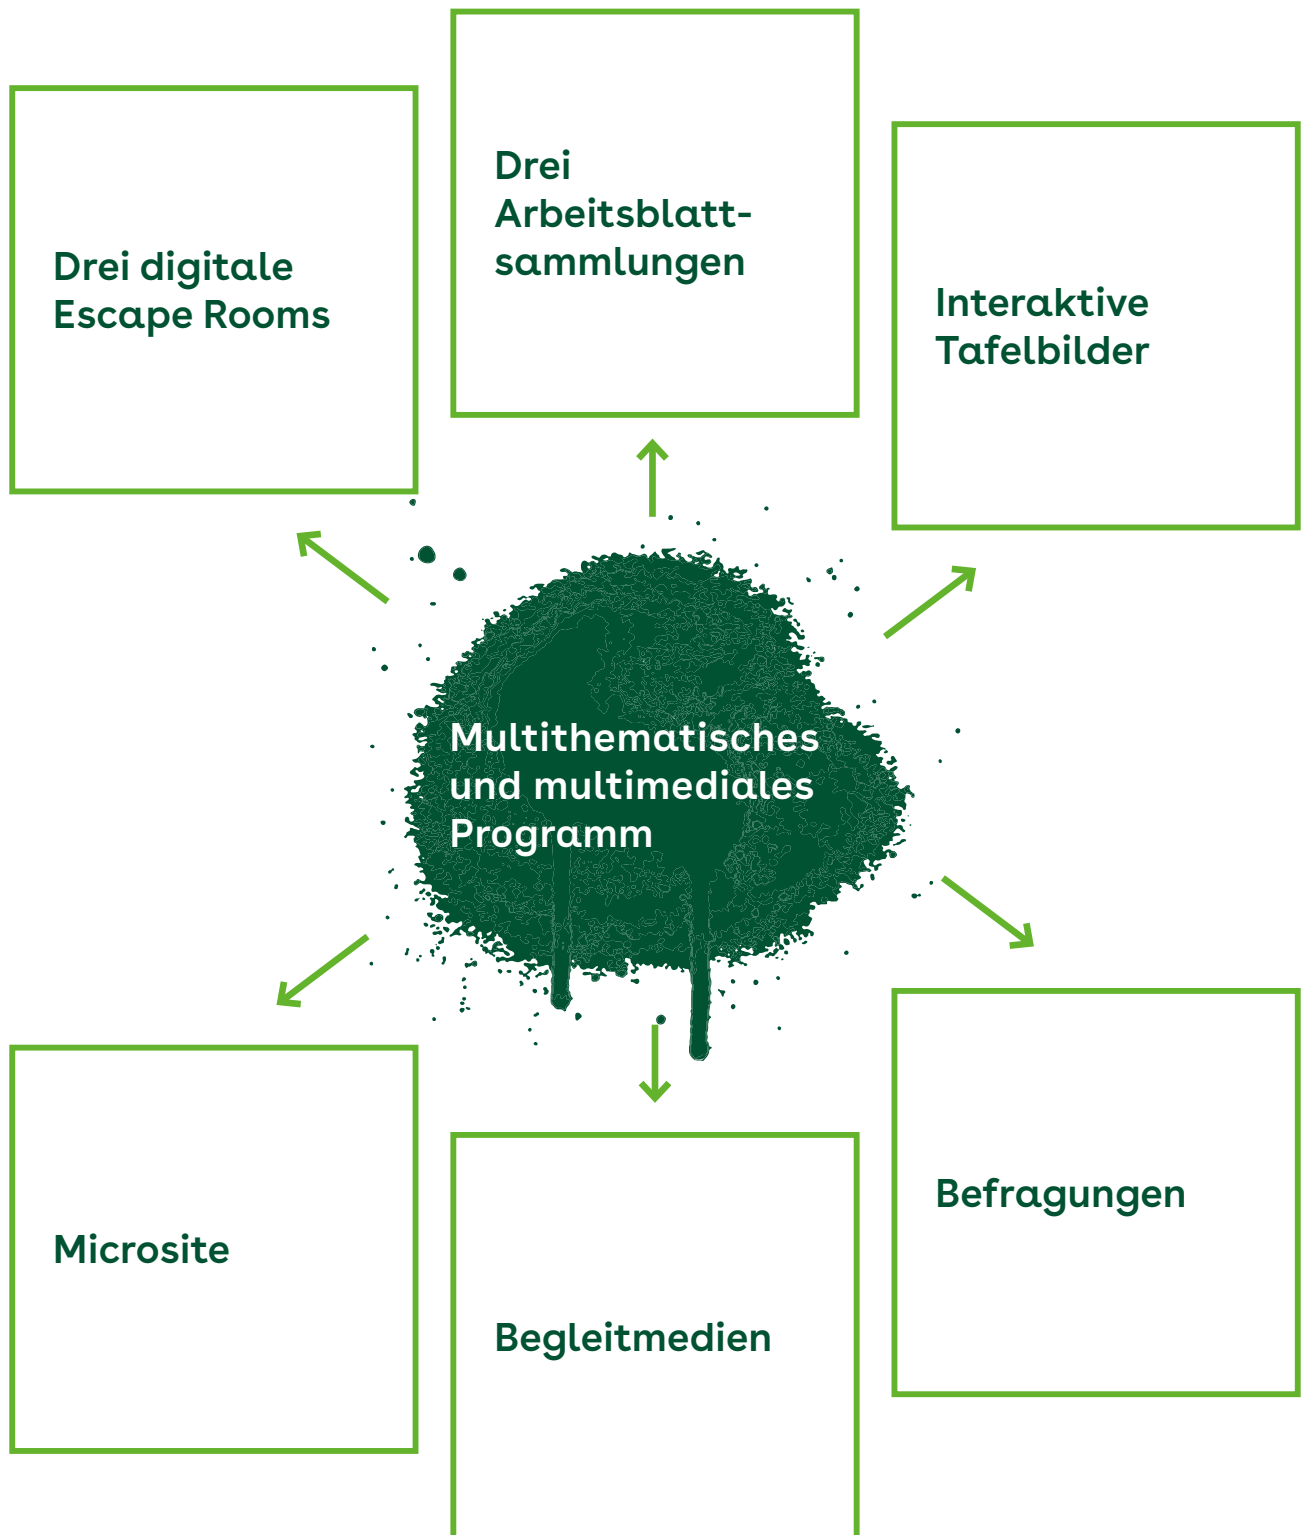 Drei digitale
Escape Rooms
Drei
Arbeitsblatt-
sammlungen
Interaktive
Tafelbilder
Multithematisches
und multimediales
Programm
Microsite
Begleitmedien
Befragungen